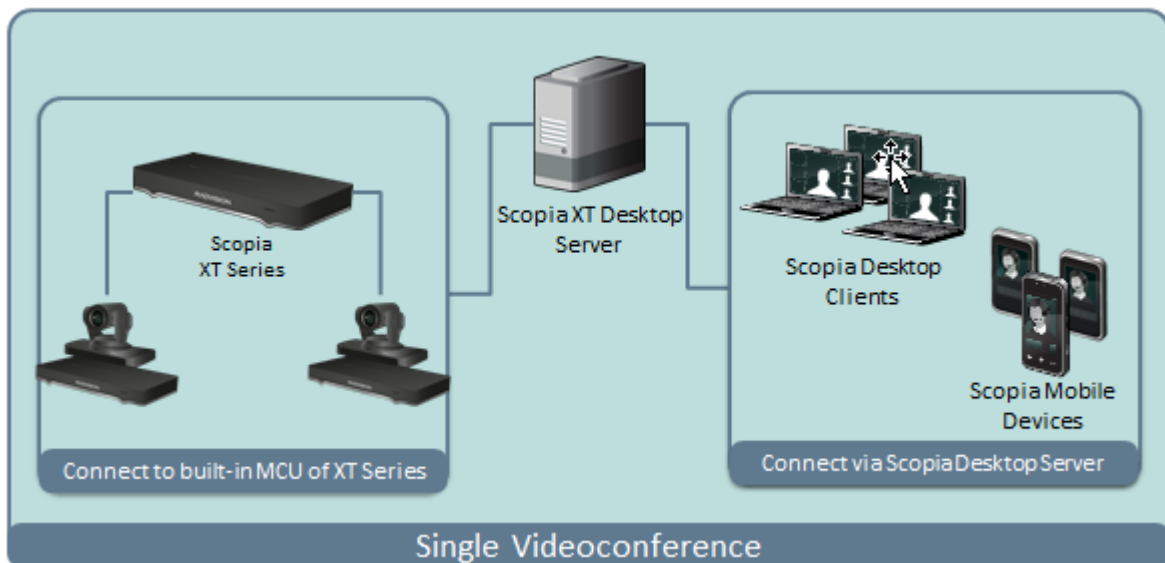 Scopia
XT Series
Connect to built-in MCU of XT Series
Scopia XT Desktop
Server
Scopia Desktop
Clients
Scopia Mobile
Devices
Connect via Scopia Desktop Server
Single Videoconference